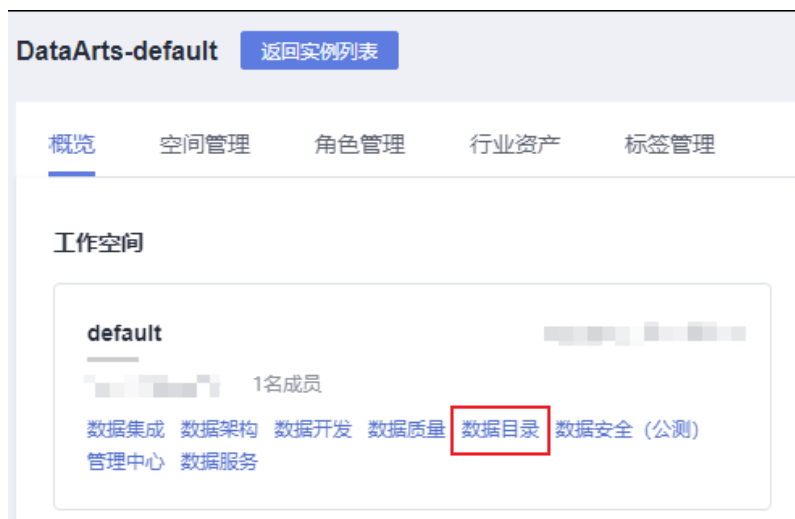 DataArts-default 返回实例列表
概览 空间管理 角色管理 行业资产 标签管理
工作空间
default
1名成员
数据集成 数据架构 数据开发 数据质量 数据目录 数据安全（公测）
管理中心 数据服务